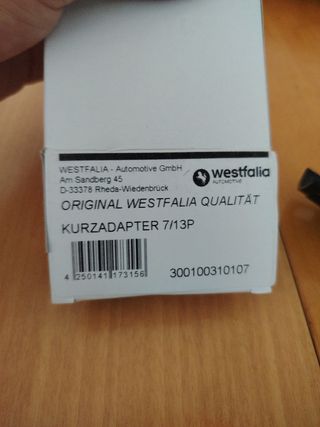 WESTFALIA - Automotive GmbH
Am Sandberg 45
D-33378 Rheda-Wiedenbrück
westfalia
AUTOMOTIVE
ORIGINAL WESTFALIA QUALITÄT
KURZADAPTER 7/13P
4 250141 173156
300100310107